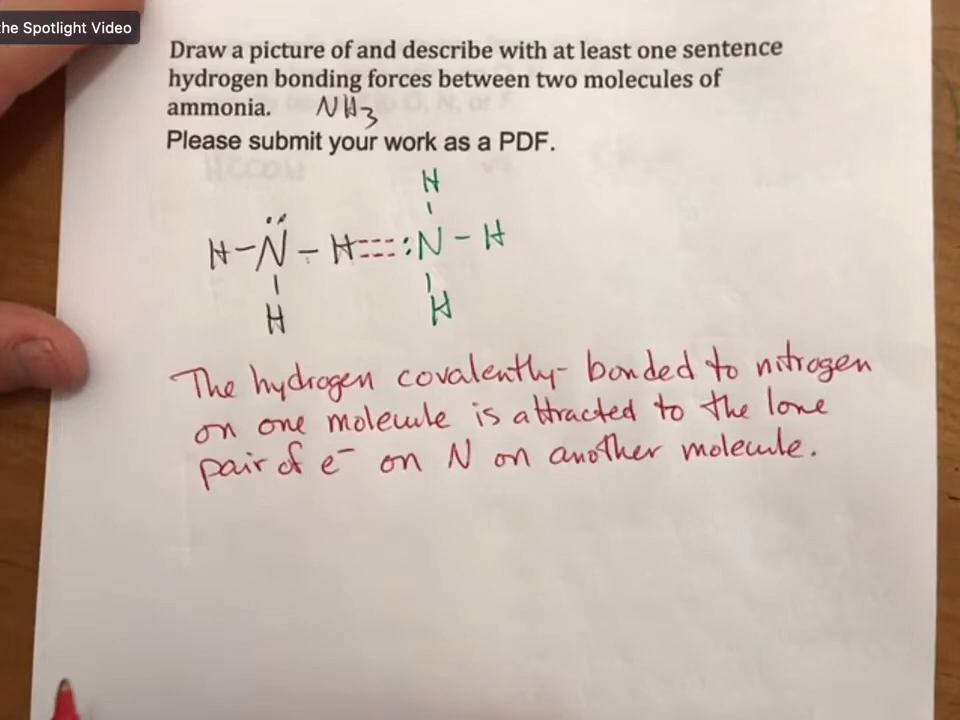 the Spotlight Video
Draw a picture of and describe with at least one sentence
hydrogen bonding forces between two molecules of
ammonia. NH3
Please submit your work as a PDF.
H
H-N-H:N-H
H H
The hydrogen covalently-bonded to nitrogen
on one molecule is attracted to the lone
pair of e⁻ on N on another molecule.